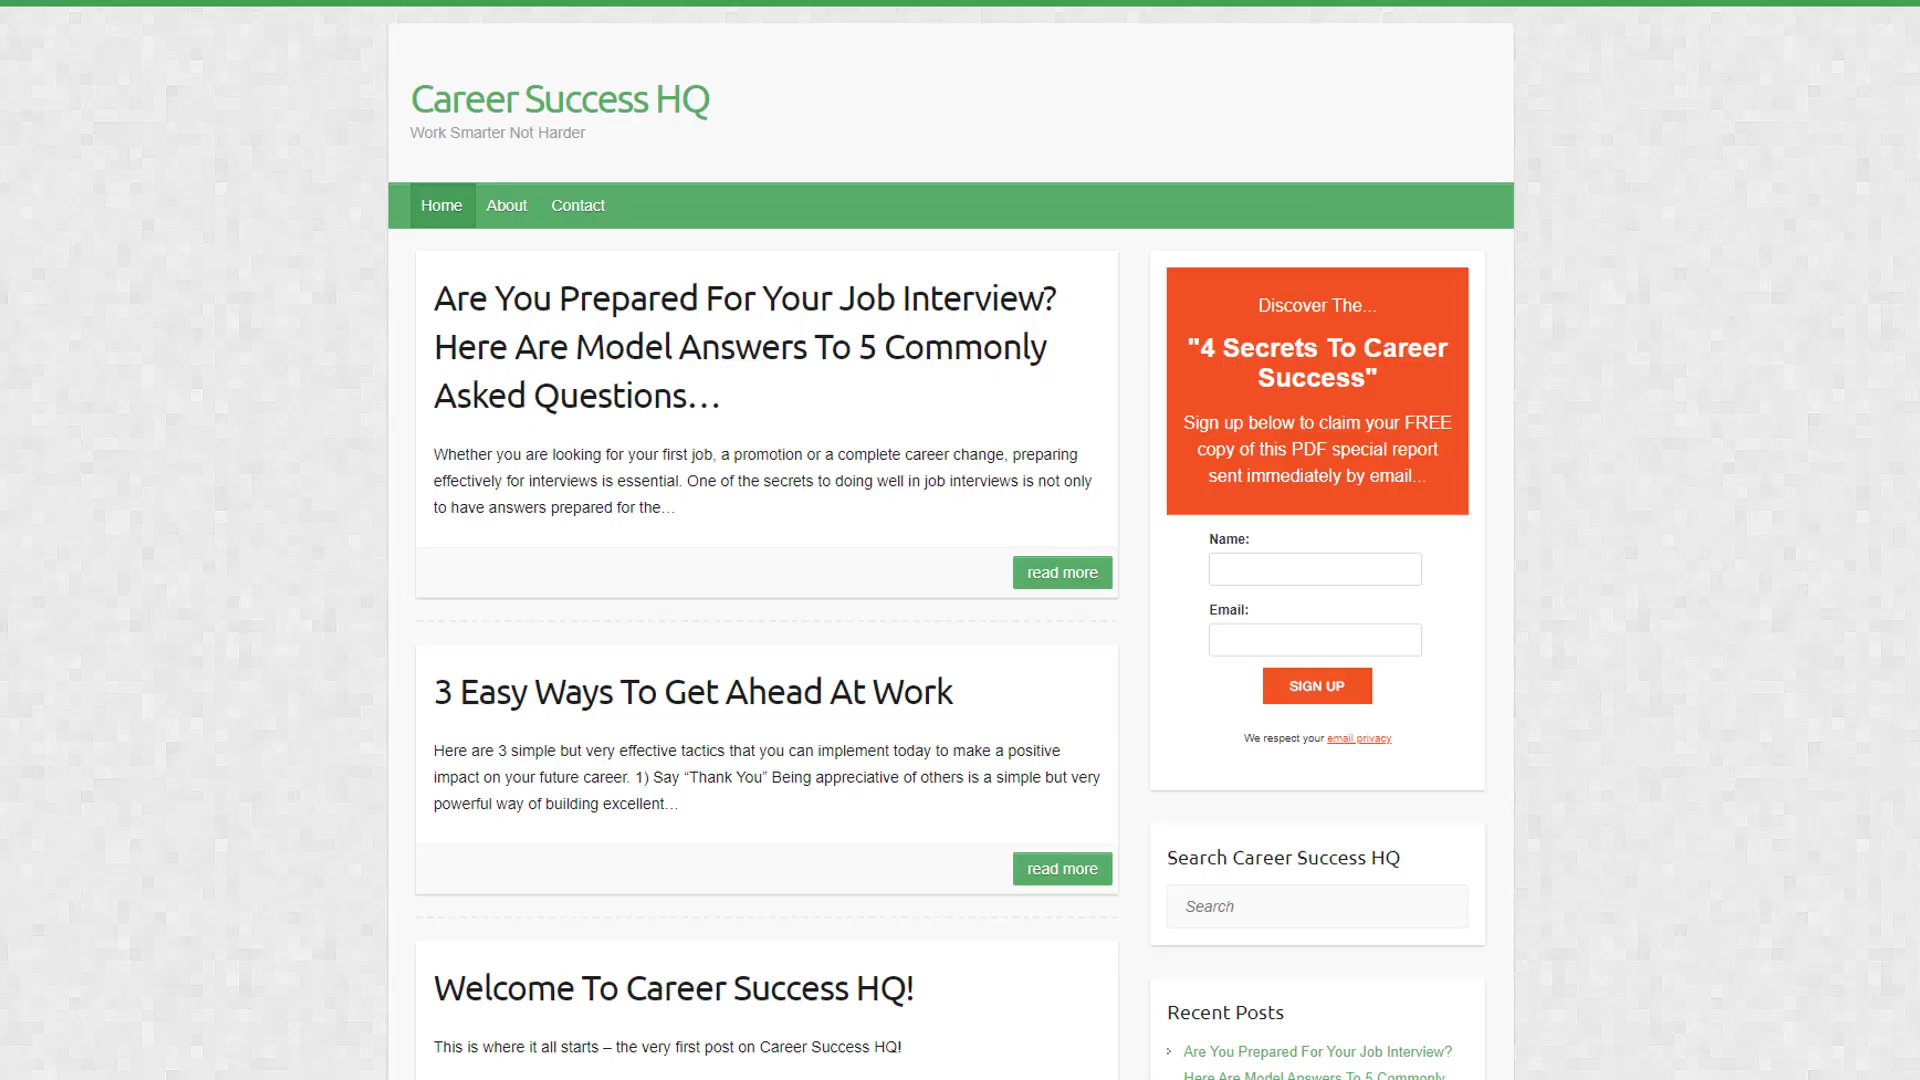 Career Success HQ
Work Smarter Not Harder
Home About Contact
Are You Prepared For Your Job Interview?
Here Are Model Answers To 5 Commonly
Asked Questions…
Whether you are looking for your first job, a promotion or a complete career change, preparing
effectively for interviews is essential. One of the secrets to doing well in job interviews is not only
to have answers prepared for the…
read more
3 Easy Ways To Get Ahead At Work
Here are 3 simple but very effective tactics that you can implement today to make a positive
impact on your future career. 1) Say “Thank You” Being appreciative of others is a simple but very
powerful way of building excellent…
read more
Welcome To Career Success HQ!
This is where it all starts – the very first post on Career Success HQ!
Discover The...
"4 Secrets To Career
Success"
Sign up below to claim your FREE
copy of this PDF special report
sent immediately by email...
Name:
Email:
SIGN UP
We respect your email privacy
Search Career Success HQ
Search
Recent Posts
Are You Prepared For Your Job Interview?
Here Are Model Answers To 5 Commonly